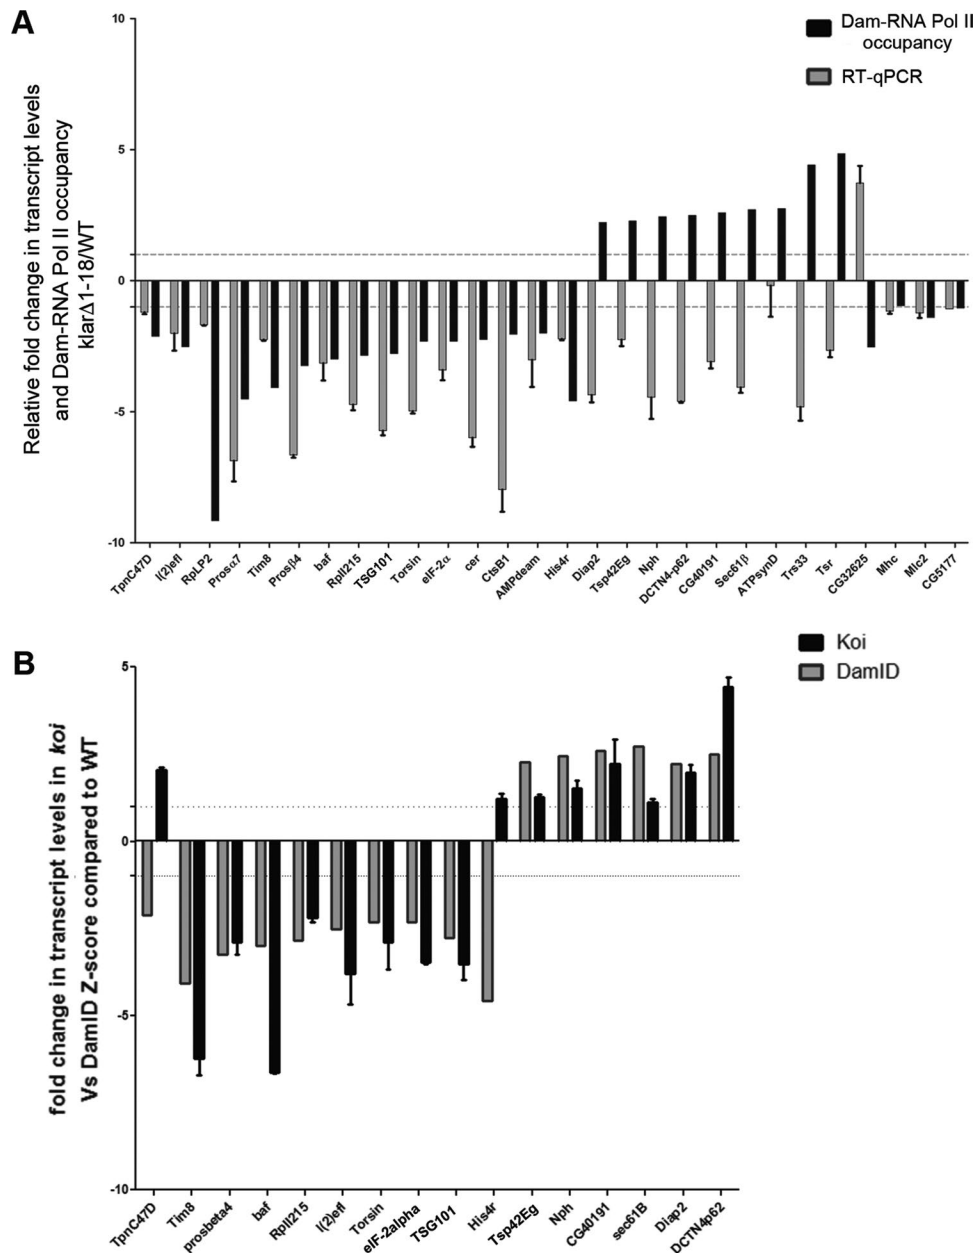 A
Dam-RNA Pol II
occupancy
RT-qPCR
Relative fold change in transcript levels
and Dam-RNA Pol II occupancy
klarΔ1-18/WT
10
5
0
-5
-10
TpnC47D
l(2)efl
RpLP2
Prosα7
Tim8
Prosβ4
baf
RpII215
TSG101
Torsin
eIF-2α
cer
CtsB1
AMPdeam
His4r
Diap2
Tsp42Eg
Nph
DCTN4-p62
CG40191
Sec61β
ATPsynD
Trs33
Tsr
CG32625
Mhc
Mlc2
CG5177
B
Koi
DamID
fold change in transcript levels in koi
Vs DamID Z-score compared to WT
5
0
-5
-10
TpnC47D
Tim8
prosbeta4
baf
RpII215
l(2)efl
Torsin
eIF-2alpha
TSG101
His4r
Tsp42Eg
Nph
CG40191
sec61B
Diap2
DCTN4p62